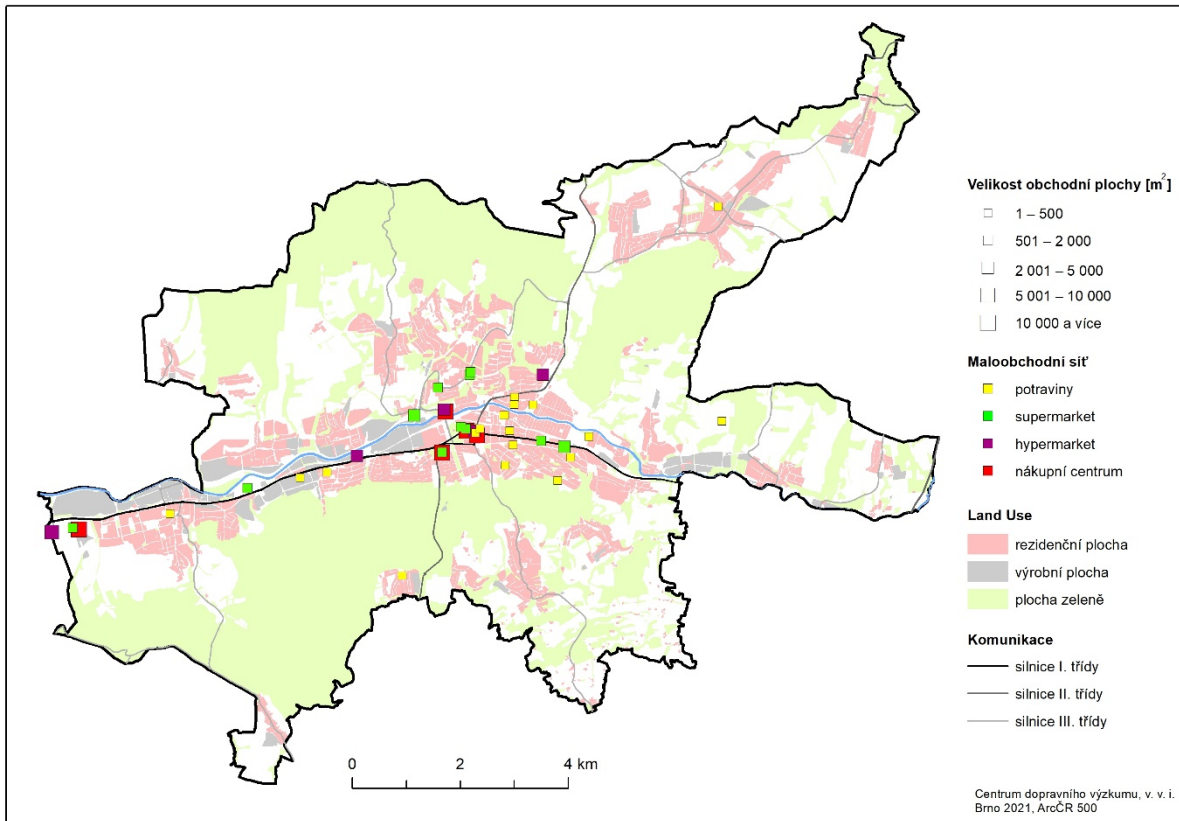 Velikost obchodní plochy [m²]
1 – 500
501 – 2 000
2 001 – 5 000
5 001 – 10 000
10 000 a více
Maloobchodní síť
potraviny
supermarket
hypermarket
nákupní centrum
Land Use
rezidenční plocha
výrobní plocha
plocha zeleně
Komunikace
silnice I. třídy
silnice II. třídy
silnice III. třídy
0 2 4 km
Centrum dopravního výzkumu, v. v. i.
Brno 2021, ArcČR 500